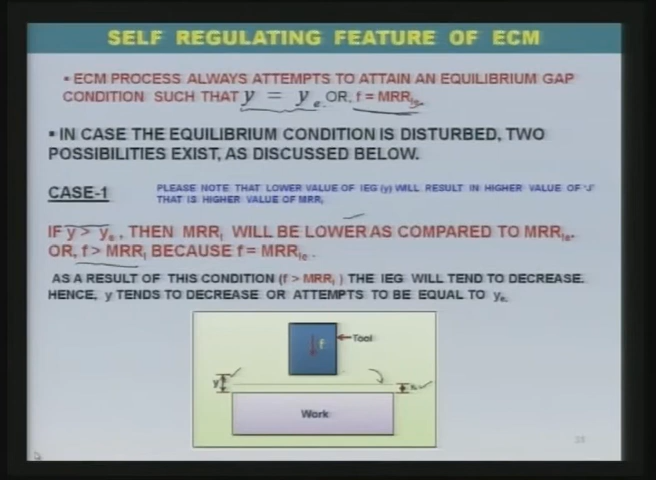 SELF REGULATING FEATURE OF ECM
• ECM PROCESS ALWAYS ATTEMPTS TO ATTAIN AN EQUILIBRIUM GAP
CONDITION SUCH THAT y = ye. OR, f = MRRle.
▪ IN CASE THE EQUILIBRIUM CONDITION IS DISTURBED, TWO
POSSIBILITIES EXIST, AS DISCUSSED BELOW.
CASE-1
PLEASE NOTE THAT LOWER VALUE OF IEG (y) WILL RESULT IN HIGHER VALUE OF 'J'
THAT IS HIGHER VALUE OF MRRl
IF y > ye, THEN MRRl WILL BE LOWER AS COMPARED TO MRRle.
OR, f > MRRl BECAUSE f = MRRle.
AS A RESULT OF THIS CONDITION (f > MRRl ) THE IEG WILL TEND TO DECREASE.
HENCE, y TENDS TO DECREASE OR ATTEMPTS TO BE EQUAL TO ye.
f
Tool
y
Work